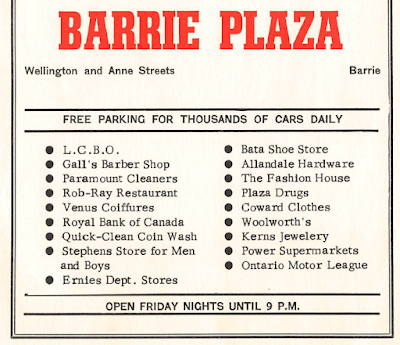 BARRIE PLAZA
Wellington and Anne Streets Barrie
FREE PARKING FOR THOUSANDS OF CARS DAILY
● L.C.B.O.
● Gall's Barber Shop
● Paramount Cleaners
● Rob-Ray Restaurant
● Venus Coiffures
● Royal Bank of Canada
● Quick-Clean Coin Wash
● Stephens Store for Men
and Boys
● Ernies Dept. Stores
● Bata Shoe Store
● Allandale Hardware
● The Fashion House
● Plaza Drugs
● Coward Clothes
● Woolworth's
● Kerns Jewelery
● Power Supermarkets
● Ontario Motor League
OPEN FRIDAY NIGHTS UNTIL 9 P.M.